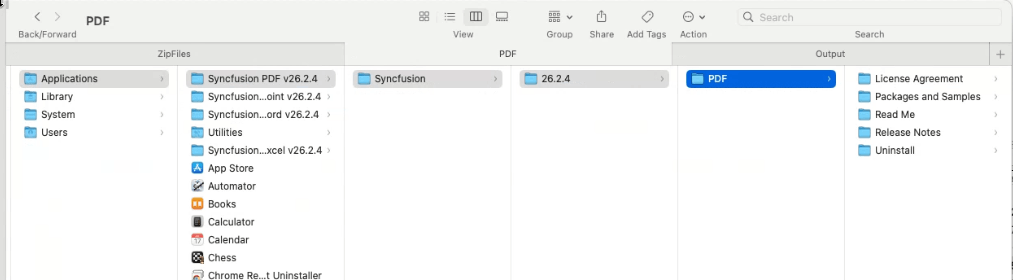 PDF
Back/Forward
View
Group
Share
Add Tags
Action
Search
Search
ZipFiles
PDF
Output
Applications
Library
System
Users
Syncfusion PDF v26.2.4
Syncfusion...oint v26.2.4
Syncfusion...ord v26.2.4
Utilities
Syncfusion...xcel v26.2.4
App Store
Automator
Books
Calculator
Calendar
Chess
Chrome Re...t Uninstaller
Syncfusion
26.2.4
PDF
License Agreement
Packages and Samples
Read Me
Release Notes
Uninstall